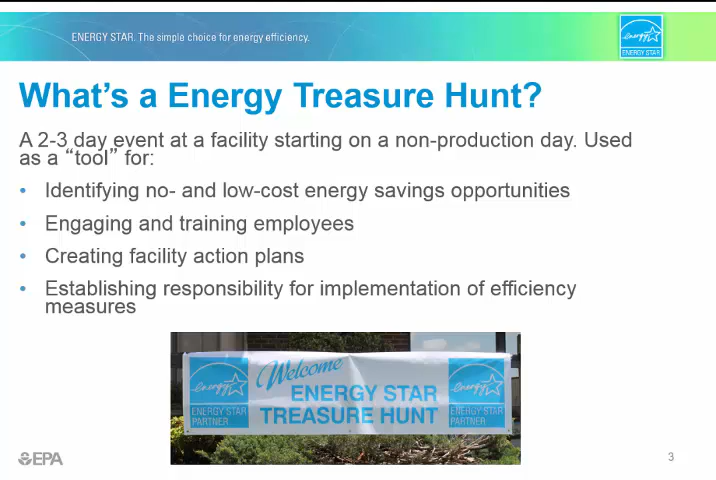 ENERGY STAR. The simple choice for energy efficiency.
energy
ENERGY STAR
What's a Energy Treasure Hunt?
A 2-3 day event at a facility starting on a non-production day. Used
as a “tool” for:
• Identifying no- and low-cost energy savings opportunities
• Engaging and training employees
• Creating facility action plans
• Establishing responsibility for implementation of efficiency
measures
Welcome
ENERGY STAR
TREASURE HUNT
energy
ENERGY STAR
PARTNER
energy
ENERGY STAR
PARTNER
EPA
3